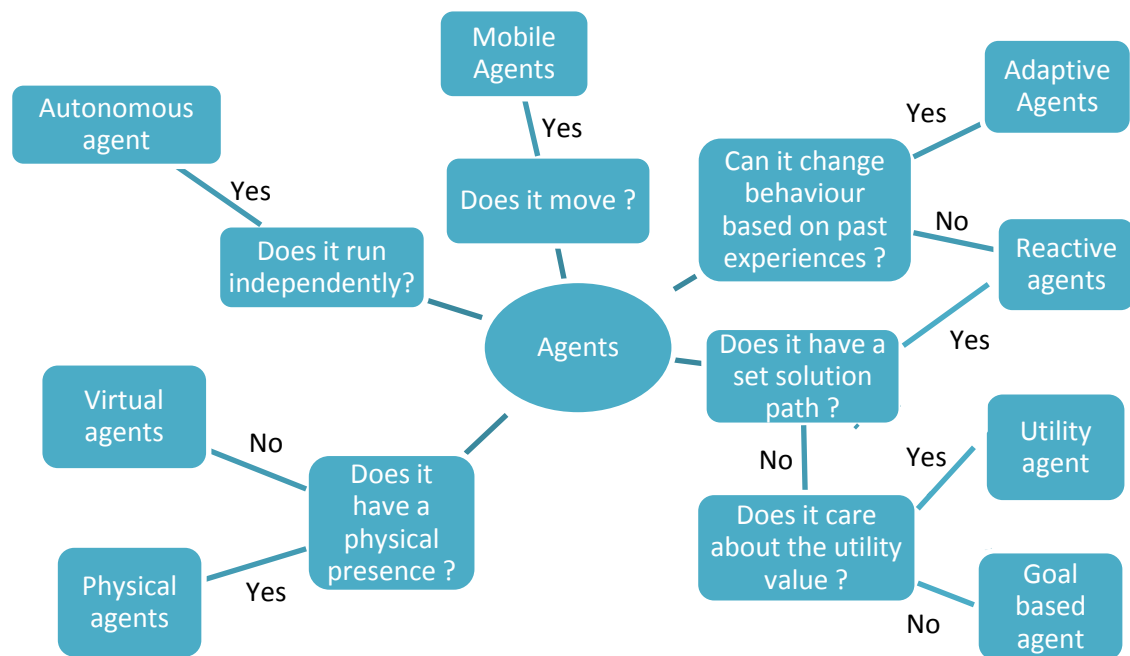 Mobile
Agents
Yes
Does it move ?
Autonomous
agent
Yes
Does it run
independently?
Adaptive
Agents
Yes
Can it change
behaviour
based on past
experiences ?
No
Reactive
agents
Yes
Agents
Does it have a
set solution
path ?
No
Does it care
about the utility
value ?
Yes
Utility
agent
No
Goal
based
agent
Virtual
agents
No
Does it
have a
physical
presence ?
Yes
Physical
agents